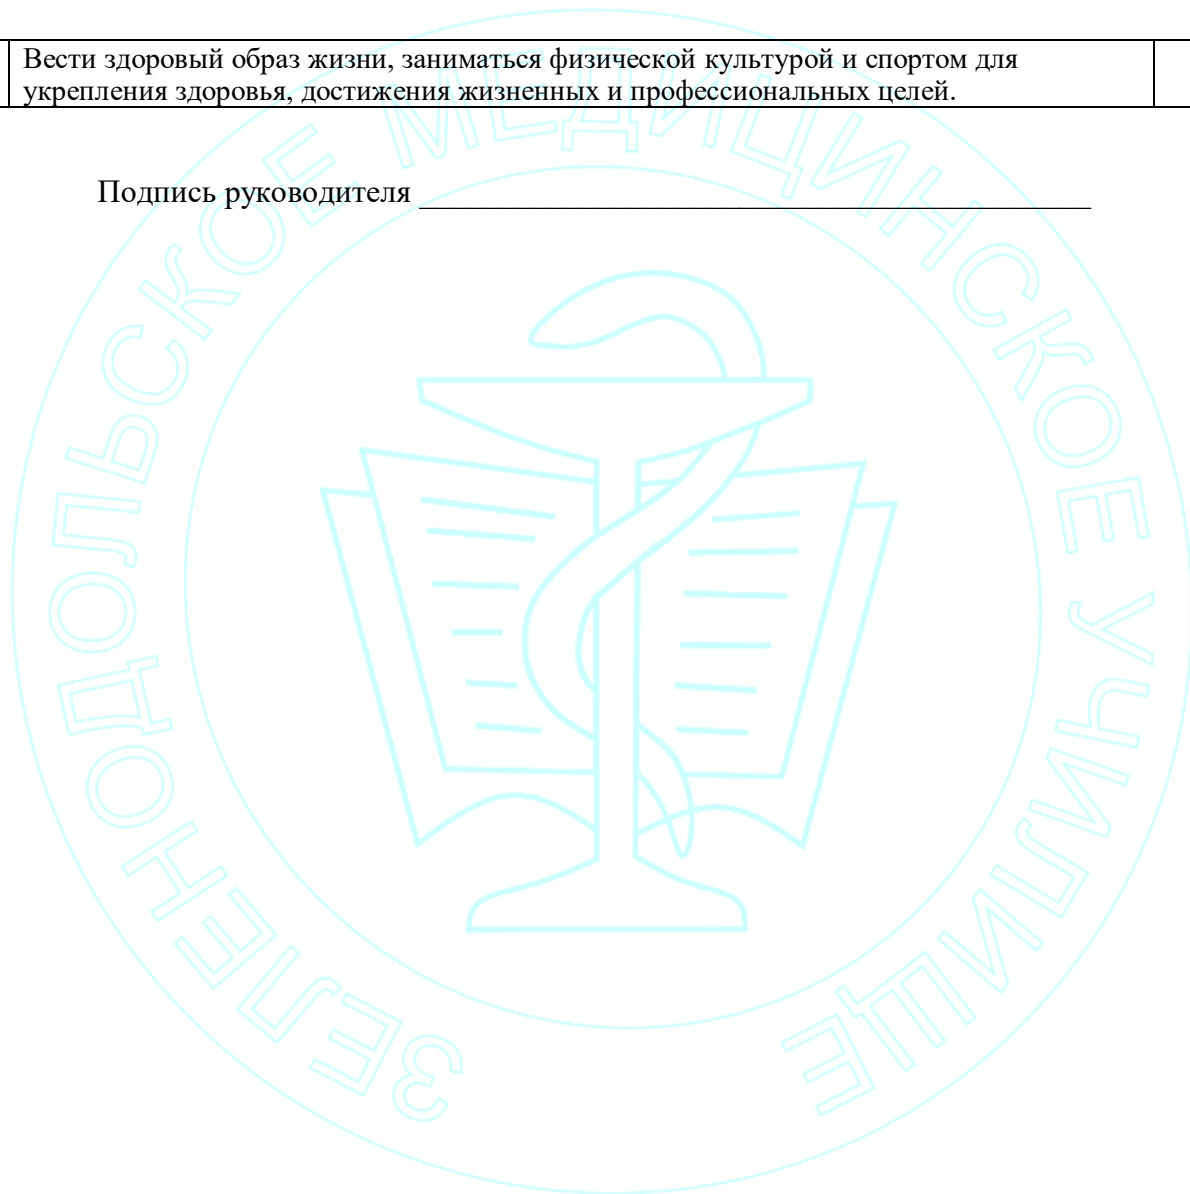 Вести здоровый образ жизни, заниматься физической культурой и спортом для
укрепления здоровья, достижения жизненных и профессиональных целей.
Подпись руководителя ________________________________________________
ЗЕЛЕНОДОЛЬСКОЕ МЕДИЦИНСКОЕ УЧИЛИЩЕ